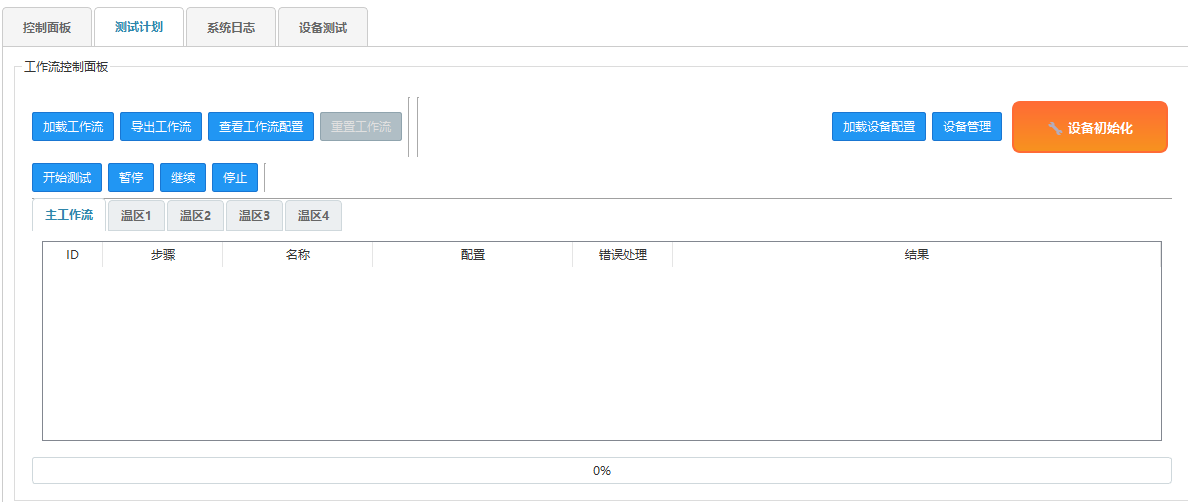 控制面板 测试计划 系统日志 设备测试
工作流控制面板
加载工作流 导出工作流 查看工作流配置 重置工作流 加载设备配置 设备管理 🔧 设备初始化
开始测试 暂停 继续 停止
主工作流 温区1 温区2 温区3 温区4
ID 步骤 名称 配置 错误处理 结果
0%